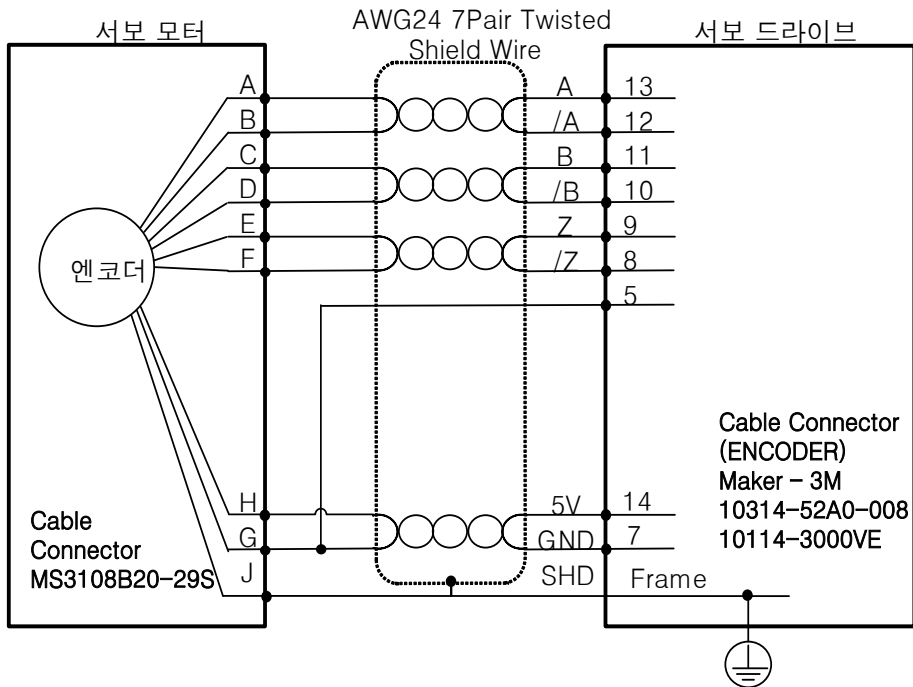 서보 모터
AWG24 7Pair Twisted
Shield Wire
서보 드라이브
A
A
13
B
/A
12
C
B
11
D
/B
10
E
Z
9
F
/Z
8
엔코더
5
Cable Connector
(ENCODER)
Maker - 3M
10314-52A0-008
10114-3000VE
H
5V
14
G
GND
7
Cable
Connector
MS3108B20-29S
J
SHD
Frame